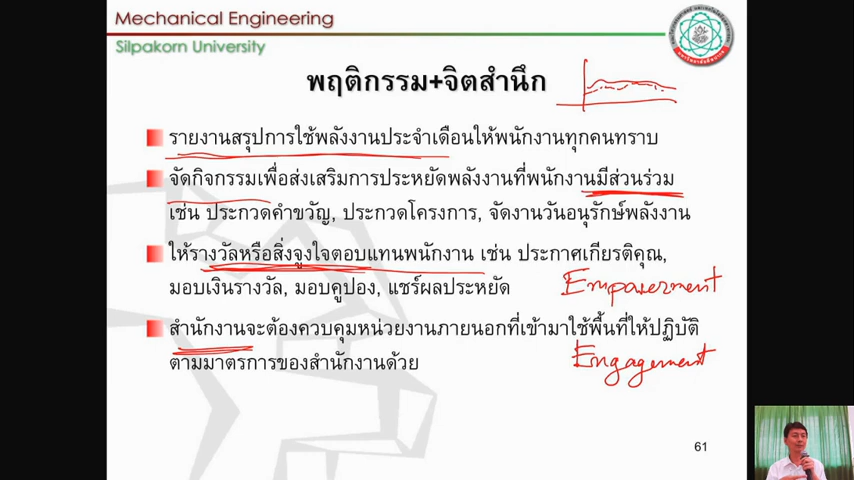 Mechanical Engineering
Silpakorn University
พฤติกรรม+จิตสำนึก
รายงานสรุปการใช้พลังงานประจำเดือนให้พนักงานทุกคนทราบ
จัดกิจกรรมเพื่อส่งเสริมการประหยัดพลังงานที่พนักงานมีส่วนร่วม
เช่น ประกวดคำขวัญ, ประกวดโครงการ, จัดงานวันอนุรักษ์พลังงาน
ให้รางวัลหรือสิ่งจูงใจตอบแทนพนักงาน เช่น ประกาศเกียรติคุณ,
มอบเงินรางวัล, มอบคูปอง, แชร์ผลประหยัด
Empowerment
สำนักงานจะต้องควบคุมหน่วยงานภายนอกที่เข้ามาใช้พื้นที่ให้ปฏิบัติ
ตามมาตรการของสำนักงานด้วย
Engagement
61